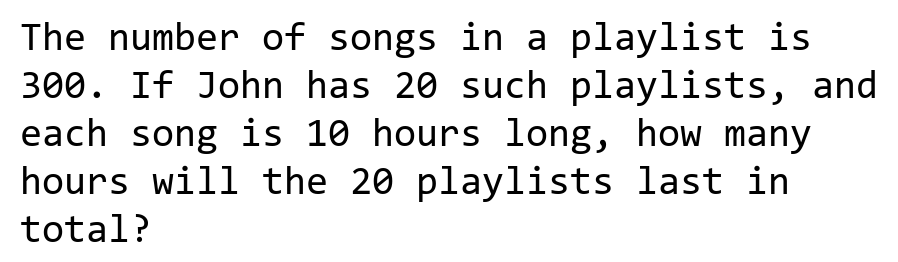 The number of songs in a playlist is
300. If John has 20 such playlists, and
each song is 10 hours long, how many
hours will the 20 playlists last in
total?